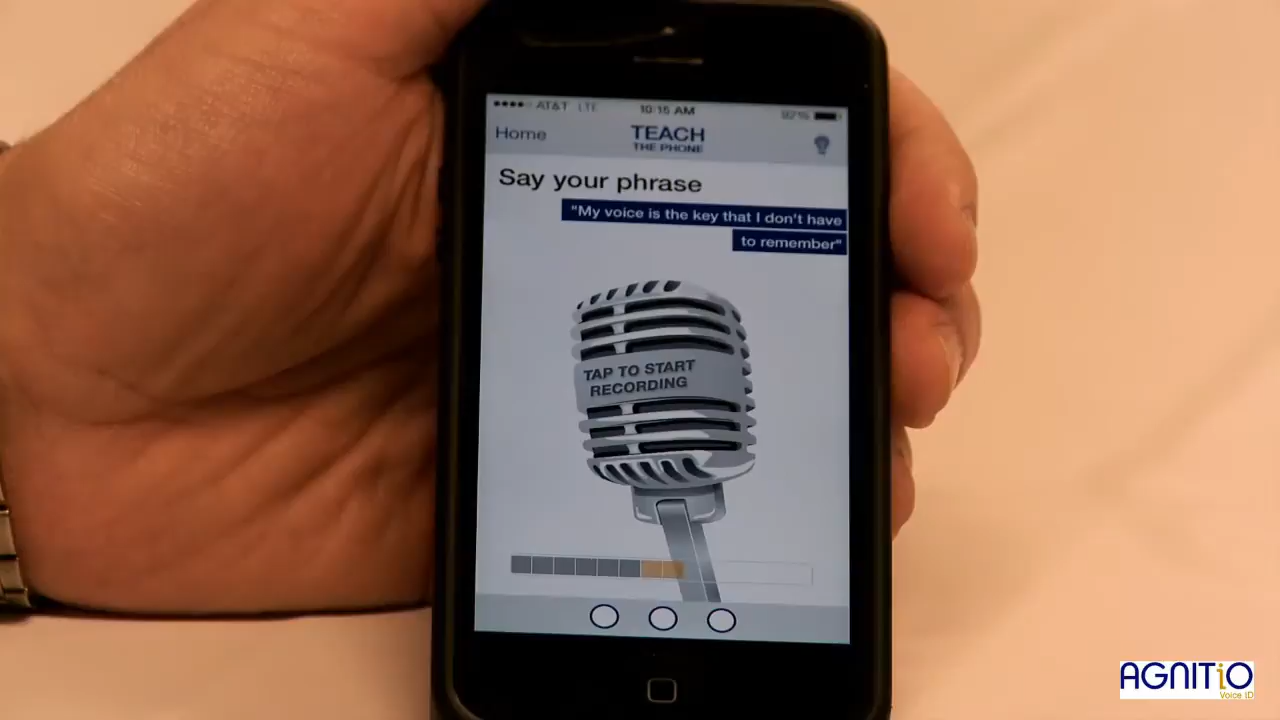 AT&T LTE 10:15 AM 92%
Home
TEACH
THE PHONE
Say your phrase
"My voice is the key that I don't have
to remember"
TAP TO START
RECORDING
AGNITiO
Voice iD